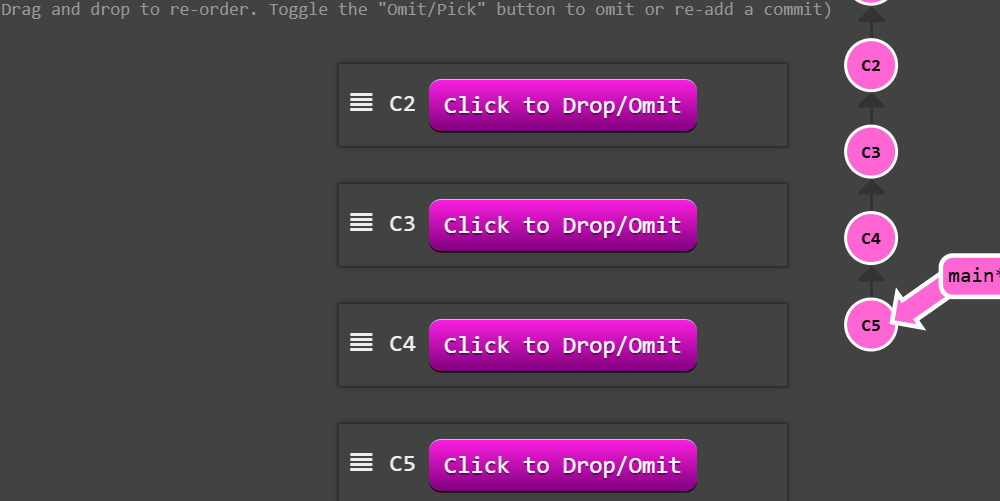 Drag and drop to re-order. Toggle the "Omit/Pick" button to omit or re-add a commit)
C2 Click to Drop/Omit
C3 Click to Drop/Omit
C4 Click to Drop/Omit
C5 Click to Drop/Omit
C2
C3
C4
main*
C5